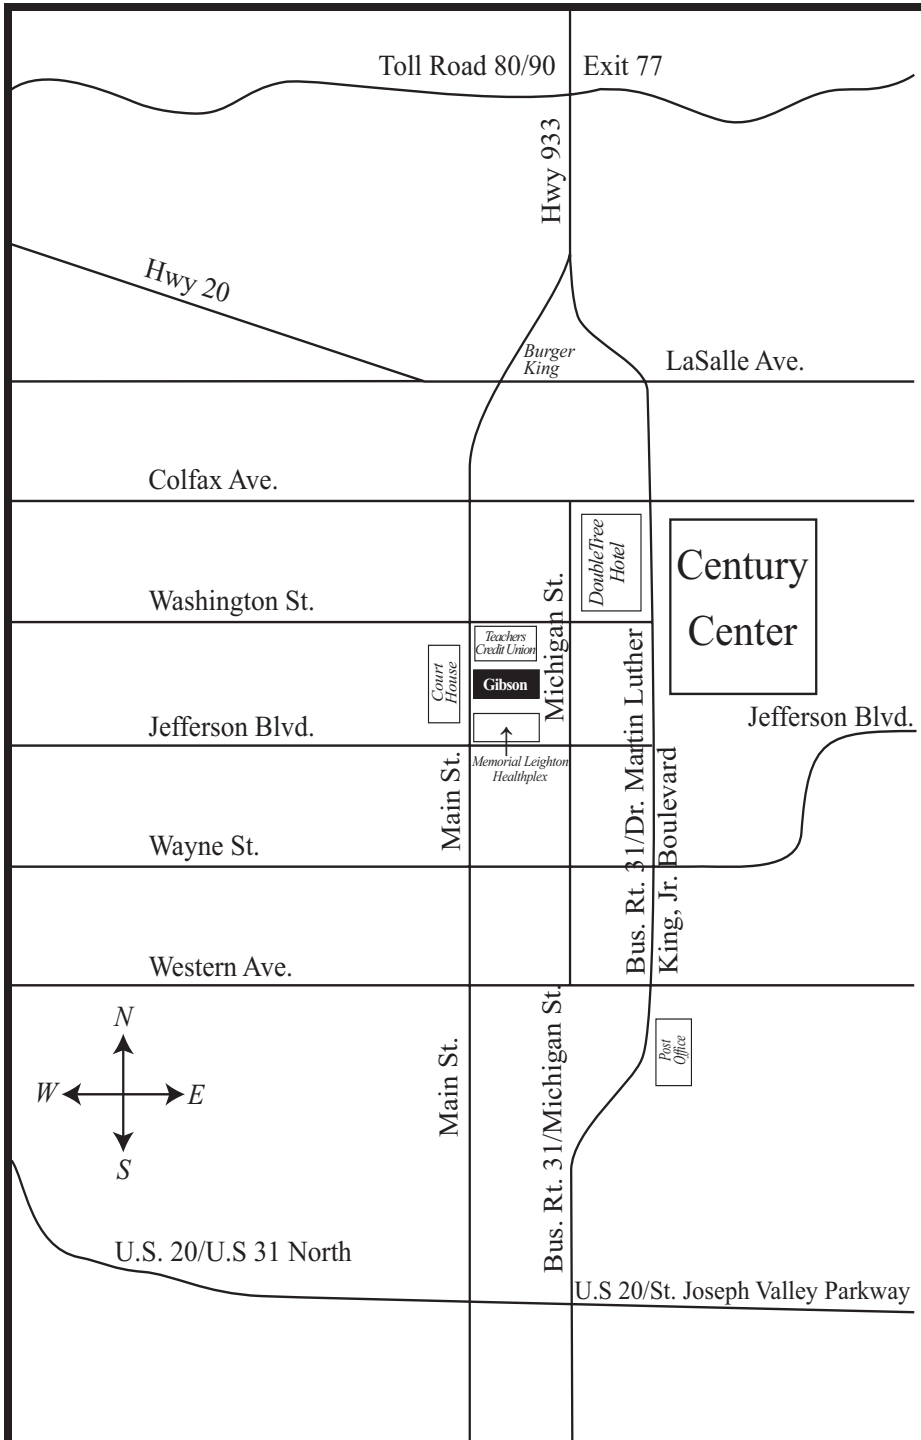 Toll Road 80/90
Exit 77
Hwy 933
Hwy 20
Burger
King
LaSalle Ave.
Colfax Ave.
DoubleTree
Hotel
Century
Center
Washington St.
Michigan St.
Teachers
Credit Union
Court
House
Gibson
Jefferson Blvd.
Jefferson Blvd.
Memorial Leighton
Healthplex
Main St.
Bus. Rt. 31/Dr. Martin Luther
King, Jr. Boulevard
Wayne St.
Western Ave.
N
W
E
S
Main St.
Bus. Rt. 31/Michigan St.
Post
Office
U.S. 20/U.S 31 North
U.S 20/St. Joseph Valley Parkway